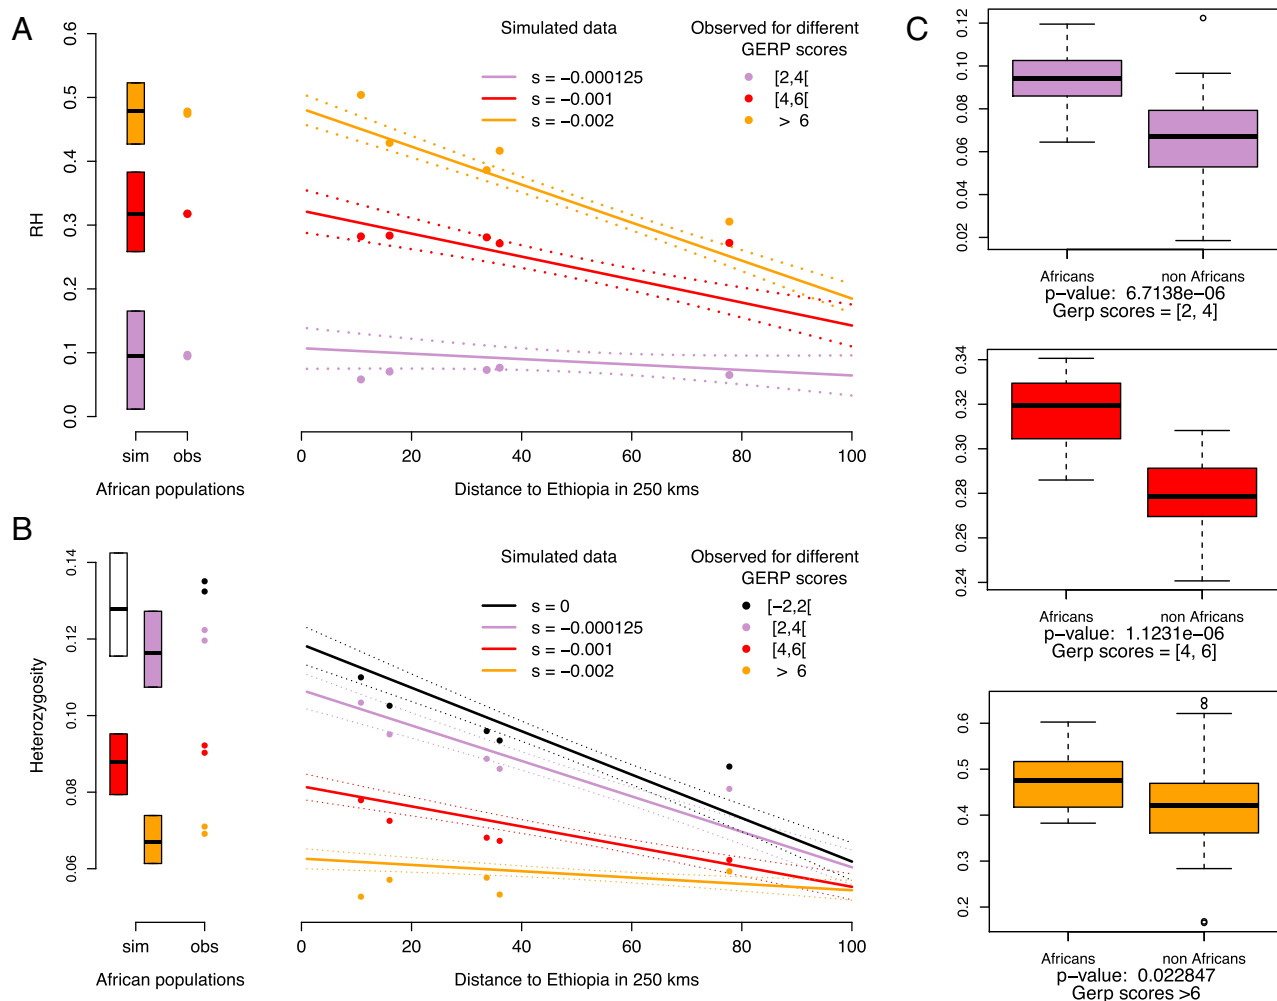 A
Simulated data
Observed for different
GERP scores
s = −0.000125
s = −0.001
s = −0.002
[2,4[
[4,6[
> 6
RH
0.6
0.5
0.4
0.3
0.2
0.1
0.0
sim obs
African populations
0 20 40 60 80 100
Distance to Ethiopia in 250 kms
B
Simulated data
Observed for different
GERP scores
s = 0
s = −0.000125
s = −0.001
s = −0.002
[−2,2[
[2,4[
[4,6[
> 6
Heterozygosity
0.14
0.12
0.10
0.08
0.06
sim obs
African populations
0 20 40 60 80 100
Distance to Ethiopia in 250 kms
C
0.12
0.10
0.08
0.06
0.04
0.02
Africans non Africans
p−value: 6.7138e−06
Gerp scores = [2, 4]
0.34
0.32
0.30
0.28
0.26
0.24
Africans non Africans
p−value: 1.1231e−06
Gerp scores = [4, 6]
0.6
0.5
0.4
0.3
0.2
Africans non Africans
p−value: 0.022847
Gerp scores >6